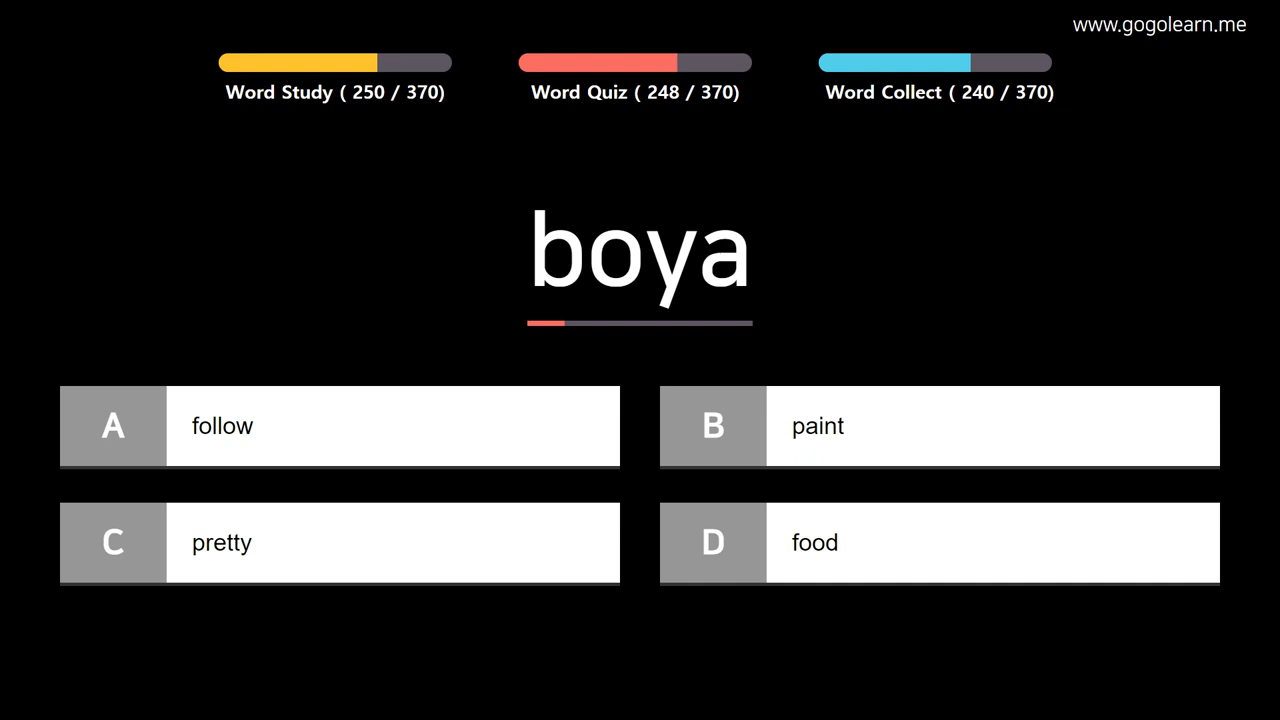 www.gogolearn.me
Word Study ( 250 / 370)
Word Quiz ( 248 / 370)
Word Collect ( 240 / 370)
boya
A follow
B paint
C pretty
D food